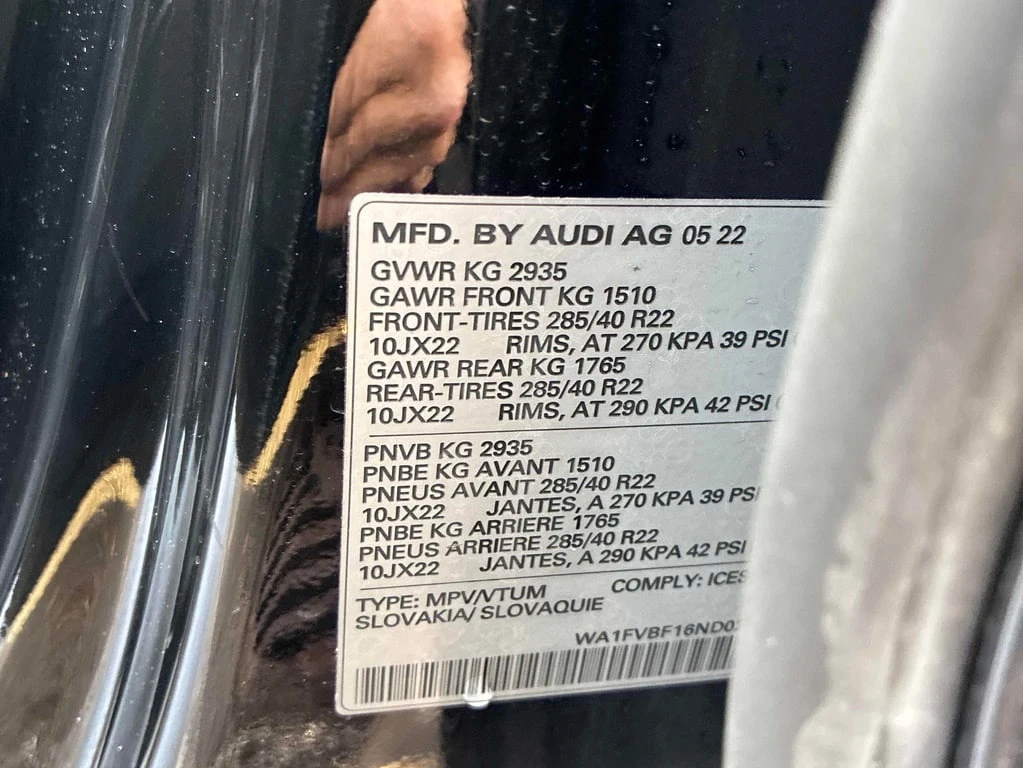 MFD. BY AUDI AG 05 22
GVWR KG 2935
GAWR FRONT KG 1510
FRONT-TIRES 285/40 R22
10JX22 RIMS, AT 270 KPA 39 PSI
GAWR REAR KG 1765
REAR-TIRES 285/40 R22
10JX22 RIMS, AT 290 KPA 42 PSI
PNVB KG 2935
PNBE KG AVANT 1510
PNEUS AVANT 285/40 R22
10JX22 JANTES, A 270 KPA 39 PSI
PNBE KG ARRIERE 1765
PNEUS ARRIERE 285/40 R22
10JX22 JANTES, A 290 KPA 42 PSI
TYPE: MPV/VTUM COMPLY: ICES
SLOVAKIA/ SLOVAQUIE
WA1FVBF16ND0